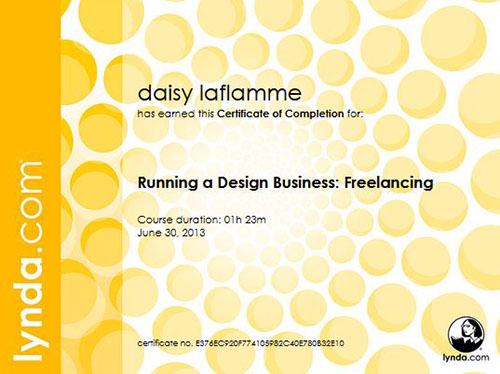 lynda.com
daisy laflamme
has earned this Certificate of Completion for:
Running a Design Business: Freelancing
Course duration: 01h 23m
June 30, 2013
certificate no. E376EC920F774105982C40E780B32E10
lynda.com